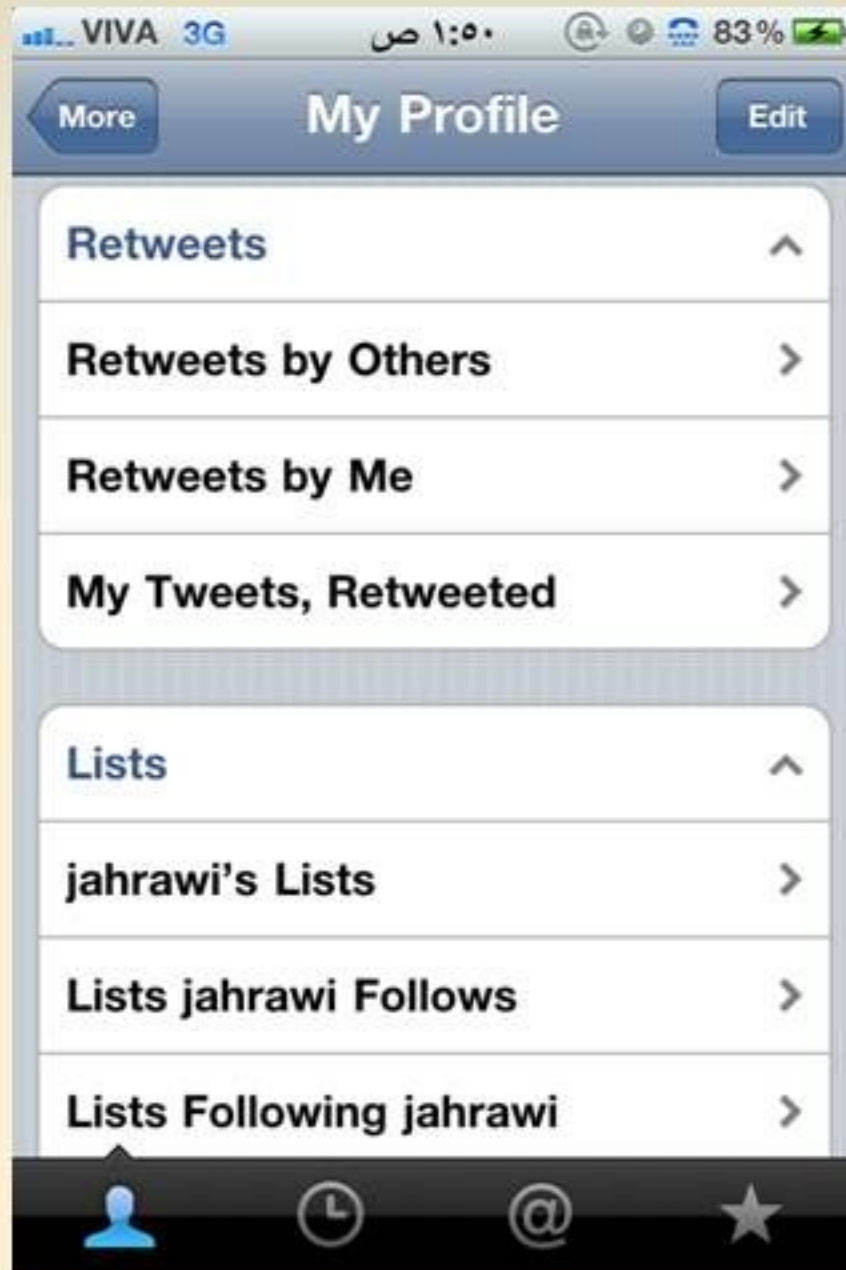 VIVA 3G ١:٥٠ ص 83%
More My Profile Edit
Retweets
Retweets by Others
Retweets by Me
My Tweets, Retweeted
Lists
jahrawi's Lists
Lists jahrawi Follows
Lists Following jahrawi
@